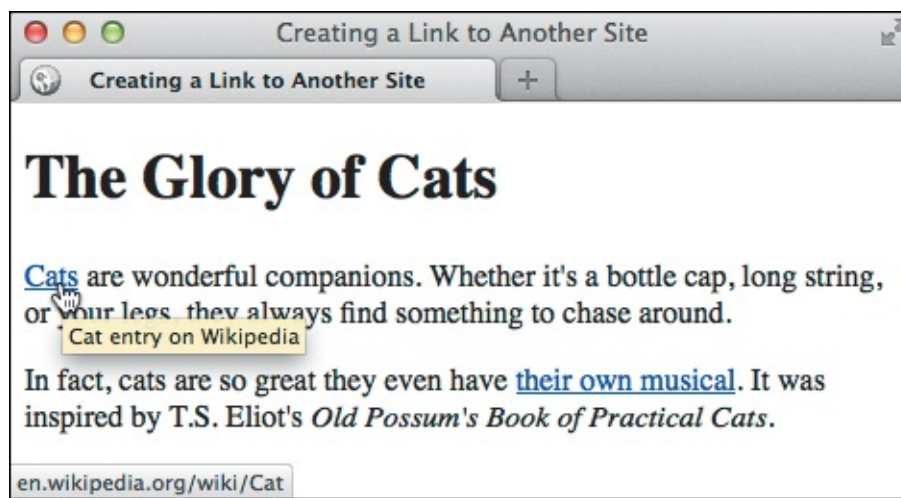 Creating a Link to Another Site
Creating a Link to Another Site
The Glory of Cats
Cats are wonderful companions. Whether it's a bottle cap, long string,
or your legs, they always find something to chase around.
Cat entry on Wikipedia
In fact, cats are so great they even have their own musical. It was
inspired by T.S. Eliot's Old Possum's Book of Practical Cats.
en.wikipedia.org/wiki/Cat